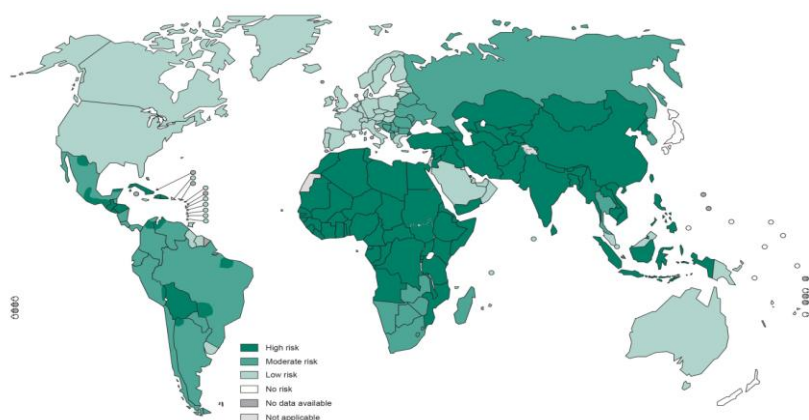 High risk
Moderate risk
Low risk
No risk
No data available
Not applicable